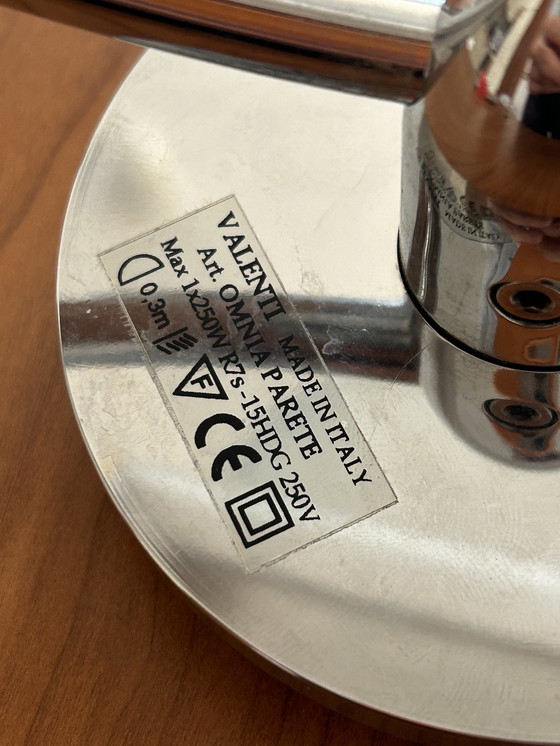 VALENTI MADE IN ITALY
Art. OMNIA PARETE
Max 1x250W R7s-15HDG 250V
0,3m F CE